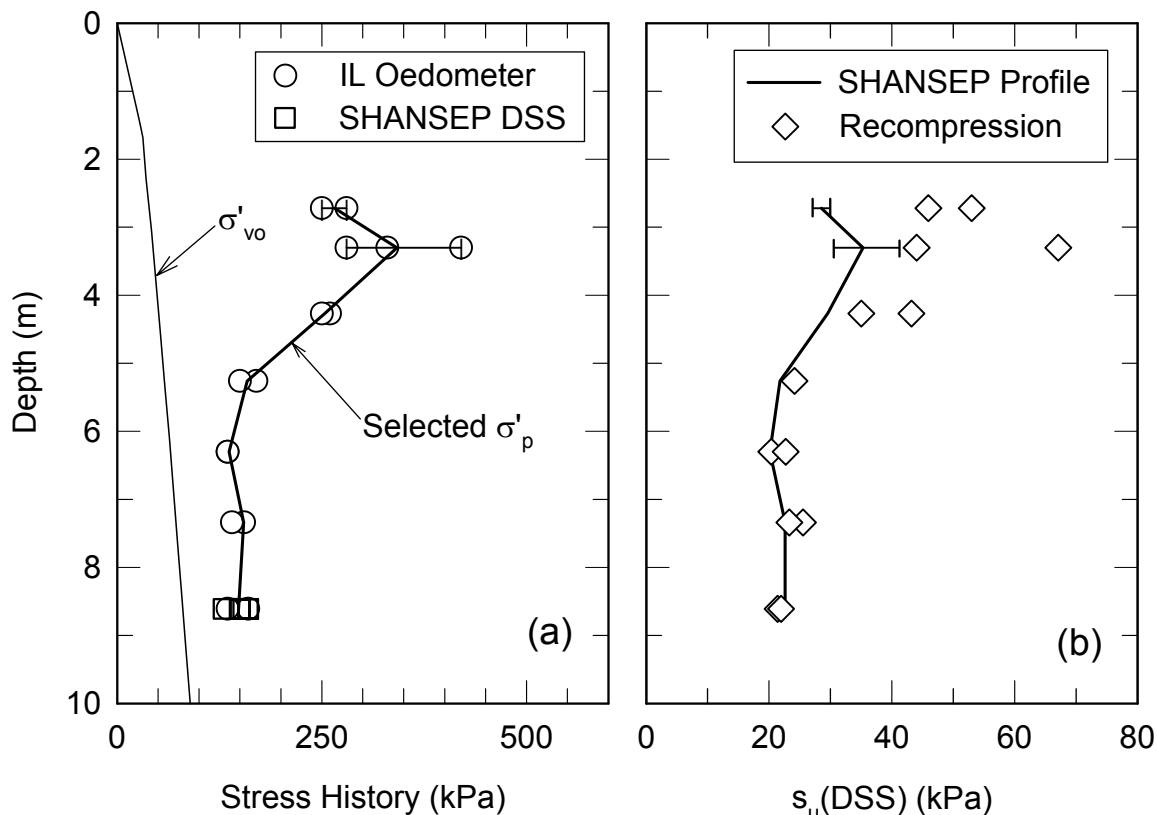 0
2
4
6
8
10
Depth (m)
IL Oedometer
SHANSEP DSS
σ'vo
Selected σ'p
(a)
0
250
500
Stress History (kPa)
SHANSEP Profile
Recompression
(b)
0
20
40
60
80
su(DSS) (kPa)